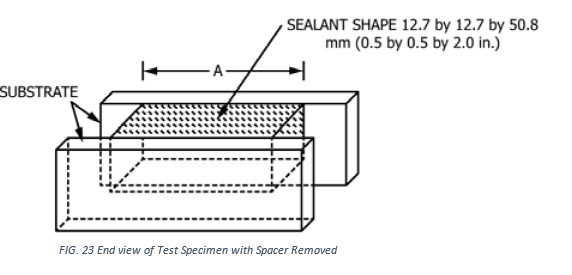 SEALANT SHAPE 12.7 by 12.7 by 50.8
mm (0.5 by 0.5 by 2.0 in.)
A
SUBSTRATE
FIG. 23 End view of Test Specimen with Spacer Removed